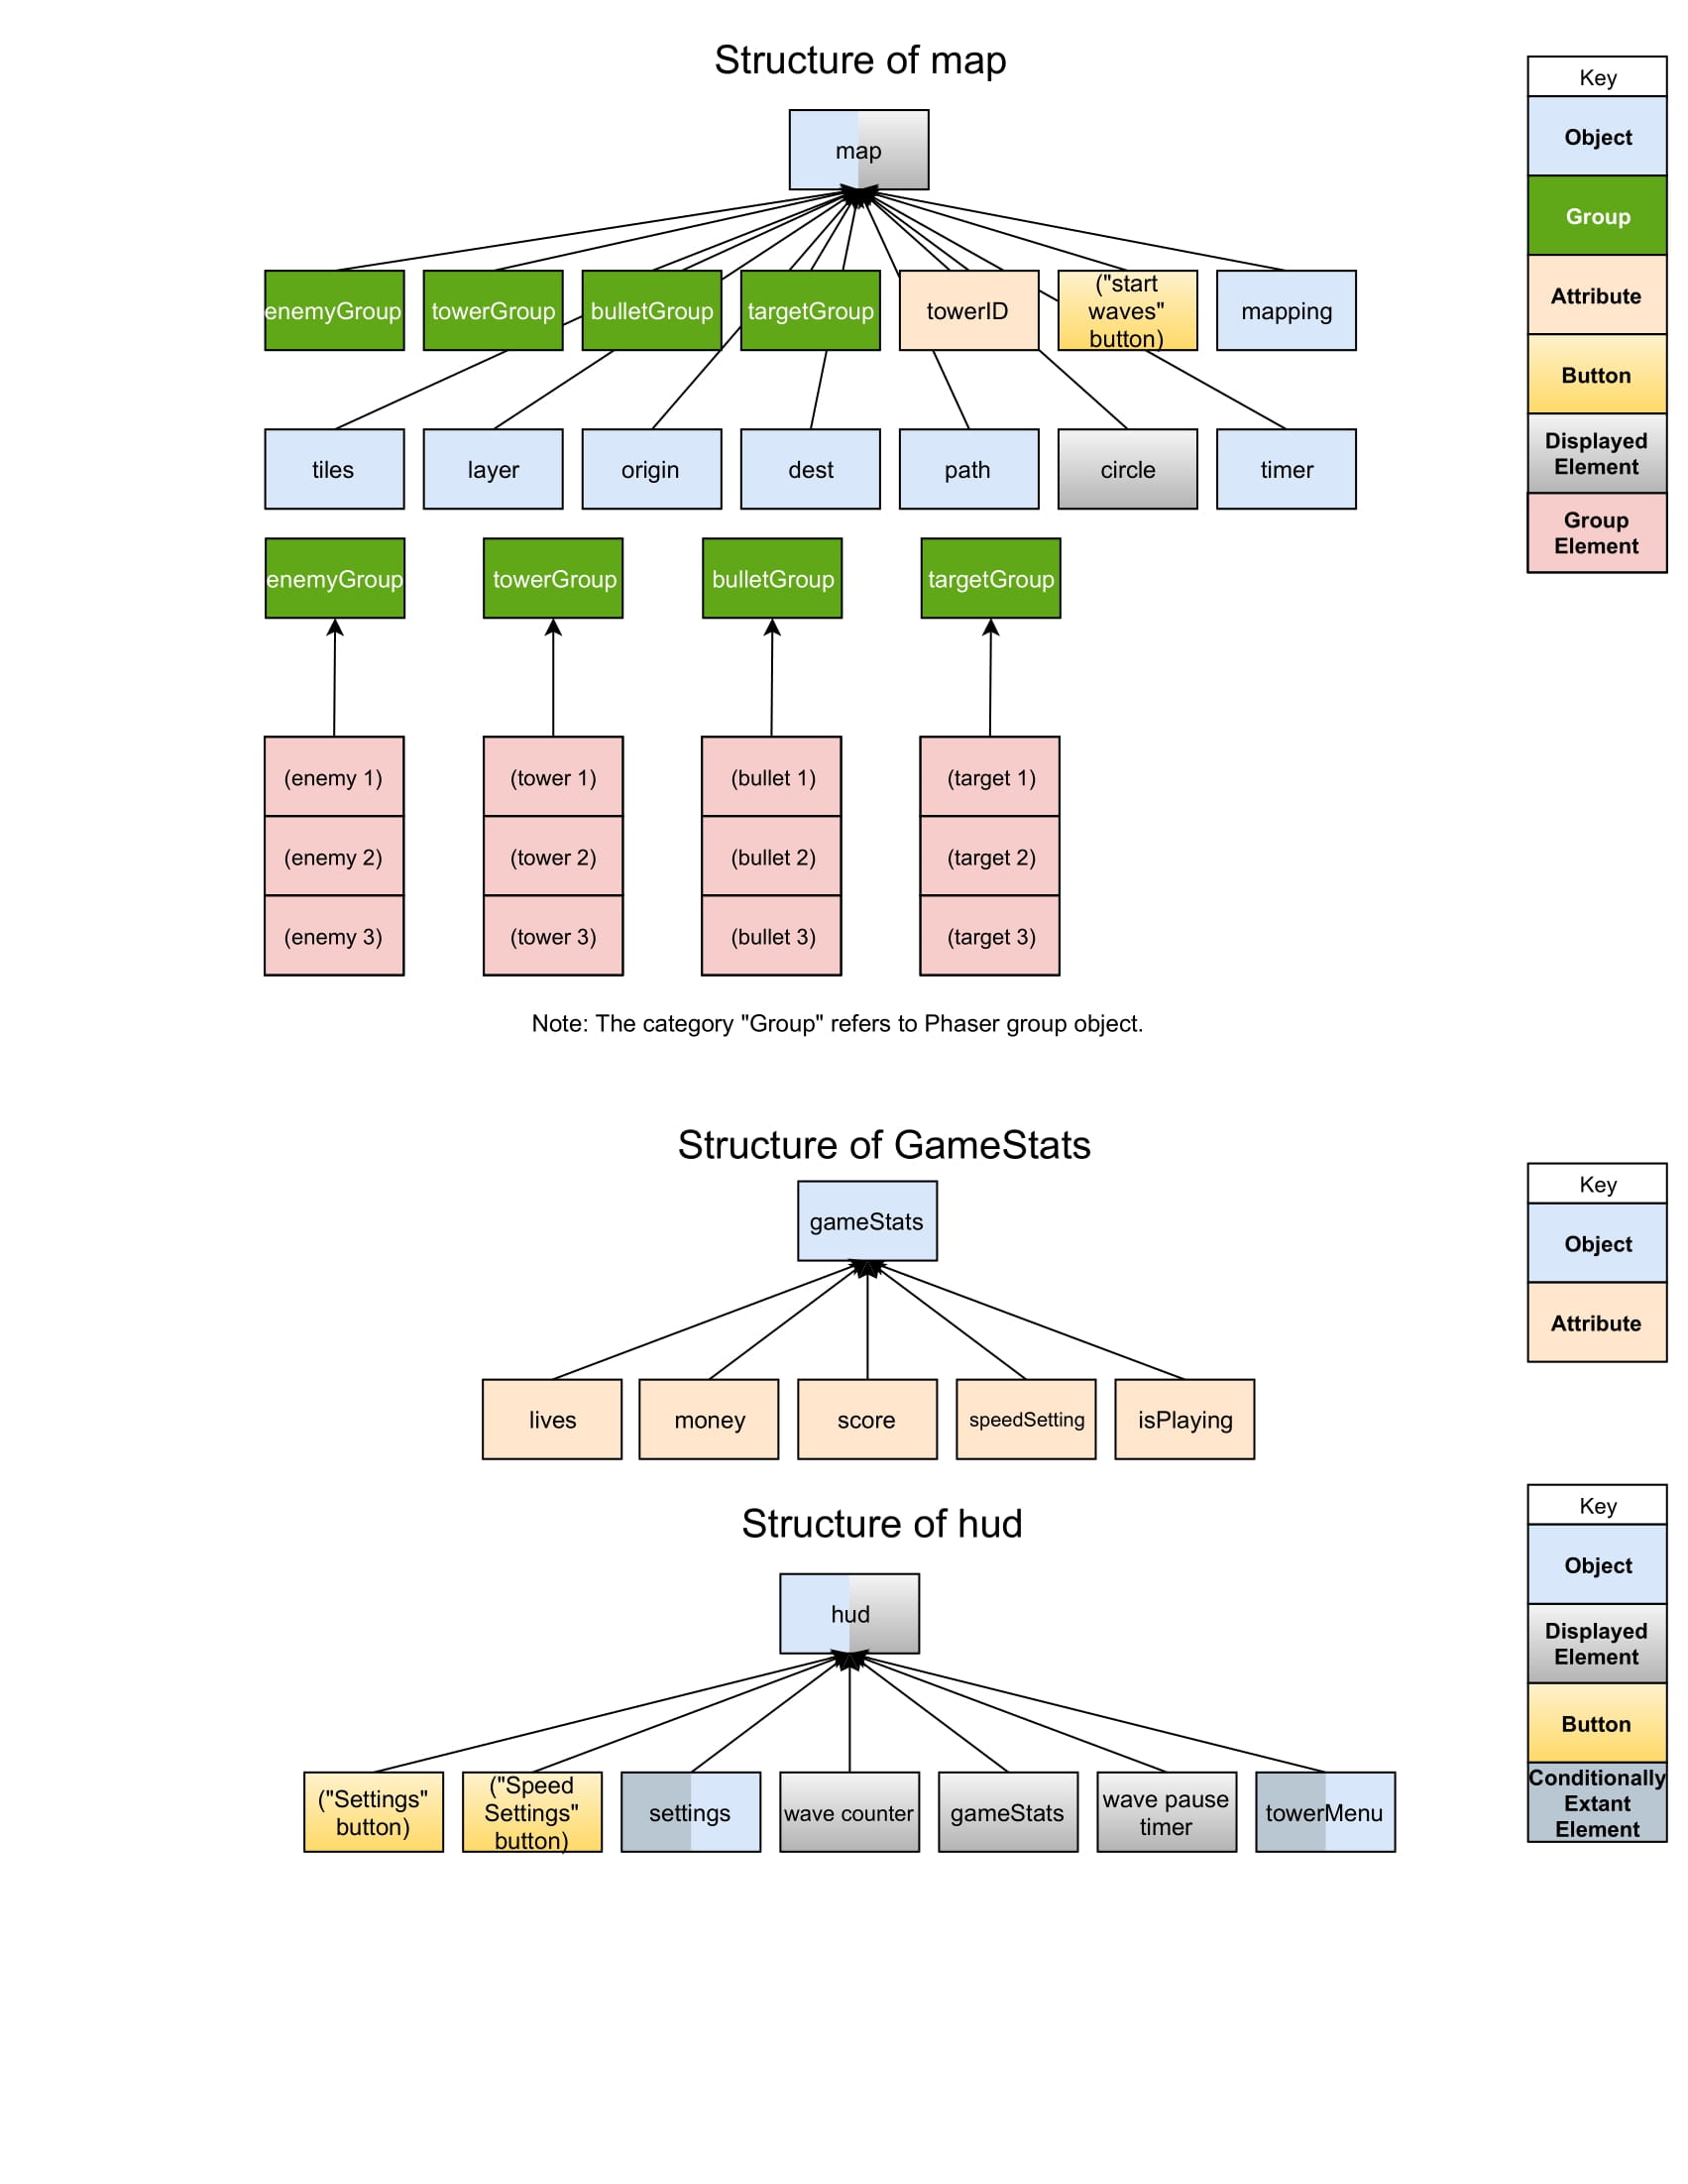 Structure of map
map
enemyGroup
towerGroup
bulletGroup
targetGroup
towerID
("start
waves"
button)
mapping
tiles
layer
origin
dest
path
circle
timer
Key
Object
Group
Attribute
Button
Displayed
Element
Group
Element
enemyGroup
towerGroup
bulletGroup
targetGroup
(enemy 1)
(tower 1)
(bullet 1)
(target 1)
(enemy 2)
(tower 2)
(bullet 2)
(target 2)
(enemy 3)
(tower 3)
(bullet 3)
(target 3)
Note: The category "Group" refers to Phaser group object.
Structure of GameStats
gameStats
lives
money
score
speedSetting
isPlaying
Key
Object
Attribute
Structure of hud
hud
("Settings"
button)
("Speed
Settings"
button)
settings
wave counter
gameStats
wave pause
timer
towerMenu
Key
Object
Displayed
Element
Button
Conditionally
Extant
Element